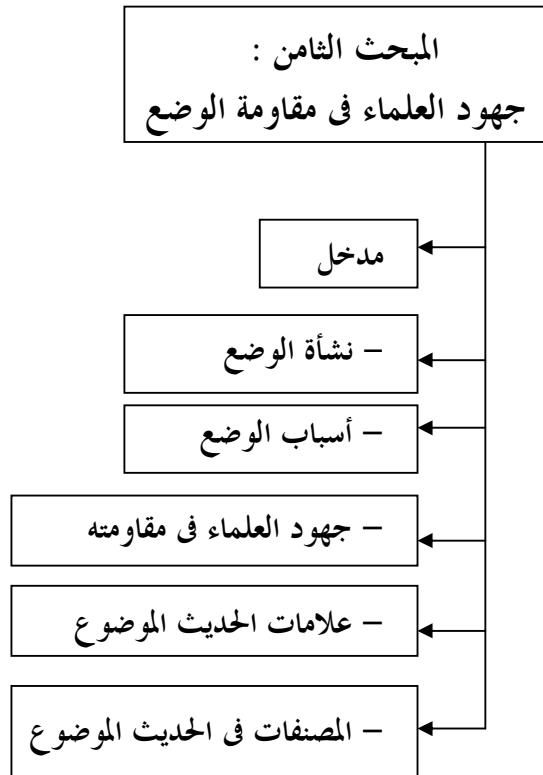 المبحث الثامن :
جهود العلماء فى مقاومة الوضع
مدخل
– نشأة الوضع
– أسباب الوضع
– جهود العلماء فى مقاومته
– علامات الحديث الموضوع
– المصنفات فى الحديث الموضوع